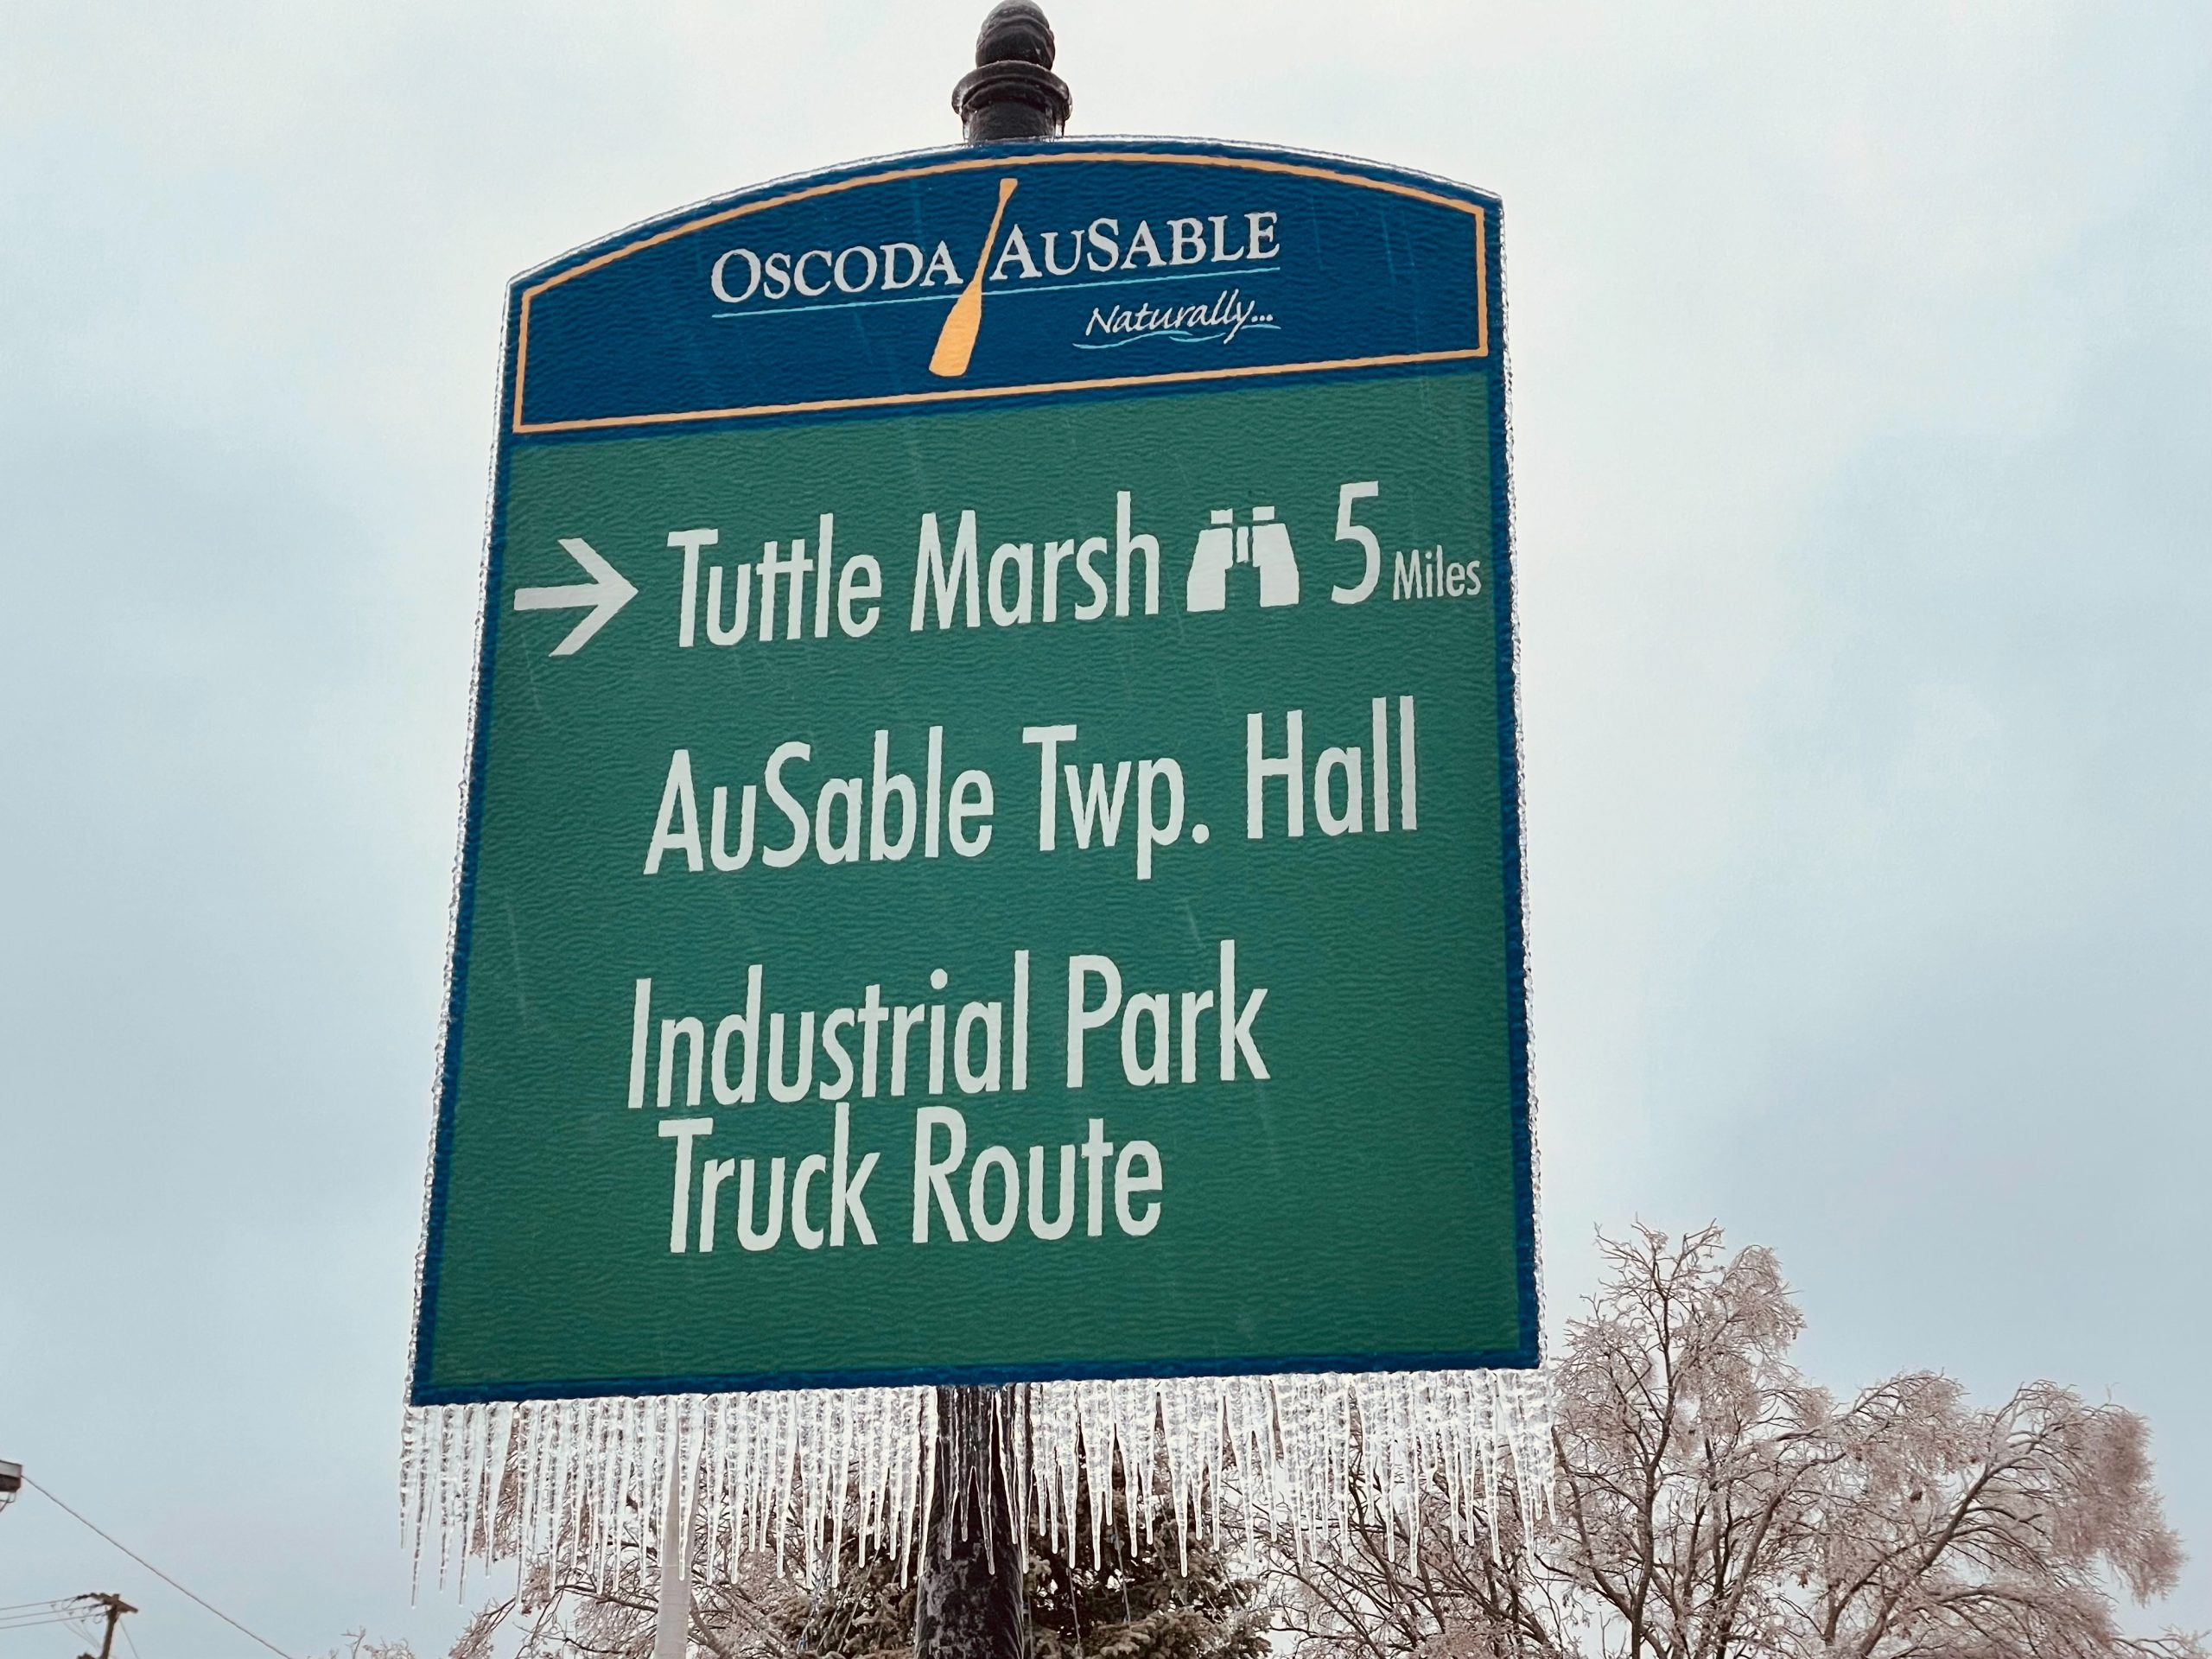 OSCODA AUSABLE
Naturally...
Tuttle Marsh 5 Miles
AuSable Twp. Hall
Industrial Park
Truck Route